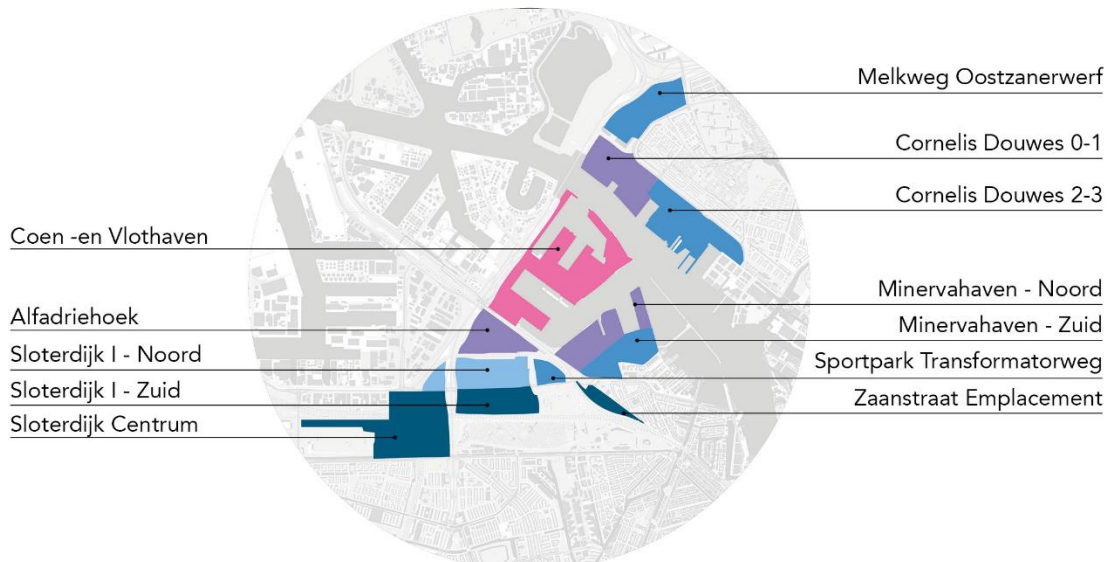 Melkweg Oostzanerwerf
Cornelis Douwes 0-1
Cornelis Douwes 2-3
Coen -en Vlothaven
Minervahaven - Noord
Alfadriehoek
Minervahaven - Zuid
Sloterdijk I - Noord
Sportpark Transformatorweg
Sloterdijk I - Zuid
Zaanstraat Emplacement
Sloterdijk Centrum